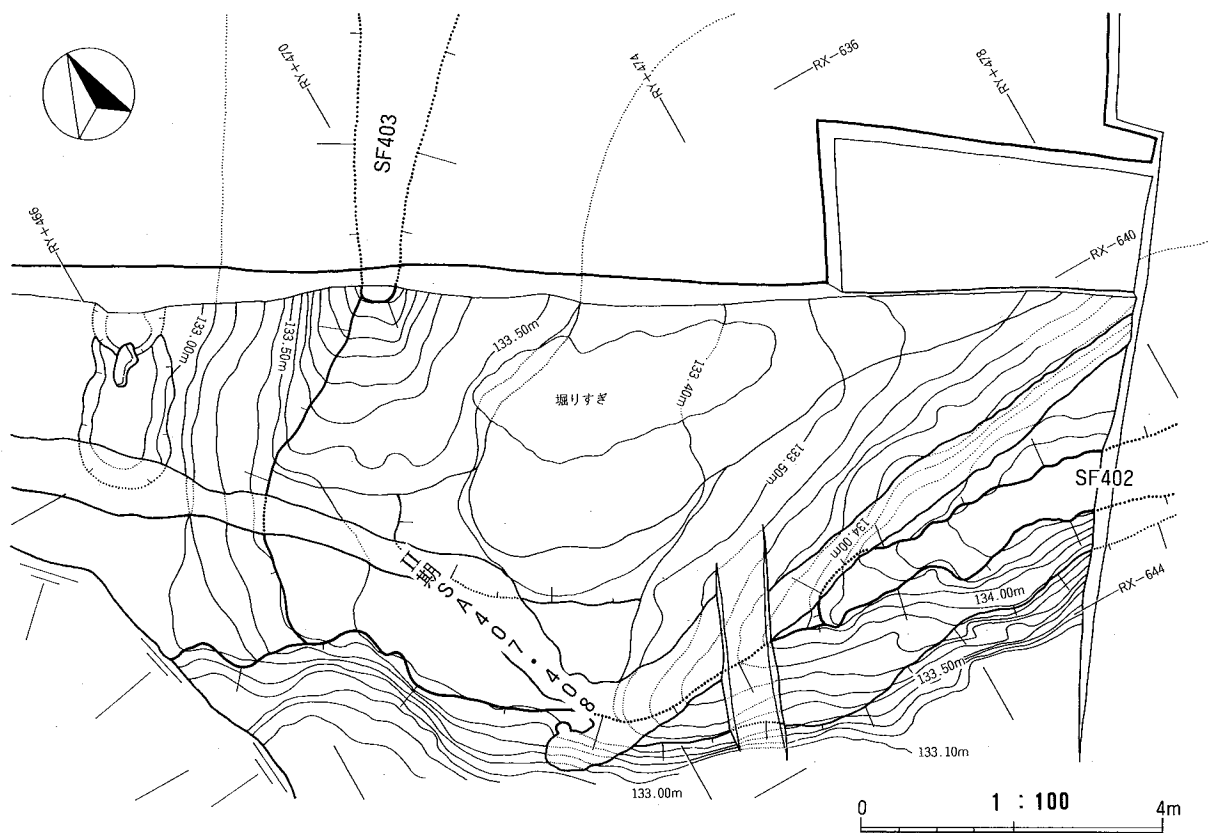 RY+470
RY+474
RX-636
RY+478
SF403
RY+466
RX-640
133.00m
133.50m
133.50m
133.40m
堀りすぎ
133.50m
SF402
134.00m
Ⅱ期SA407・408
134.00m
RX-644
133.50m
133.10m
133.00m
1 : 100
0 4m